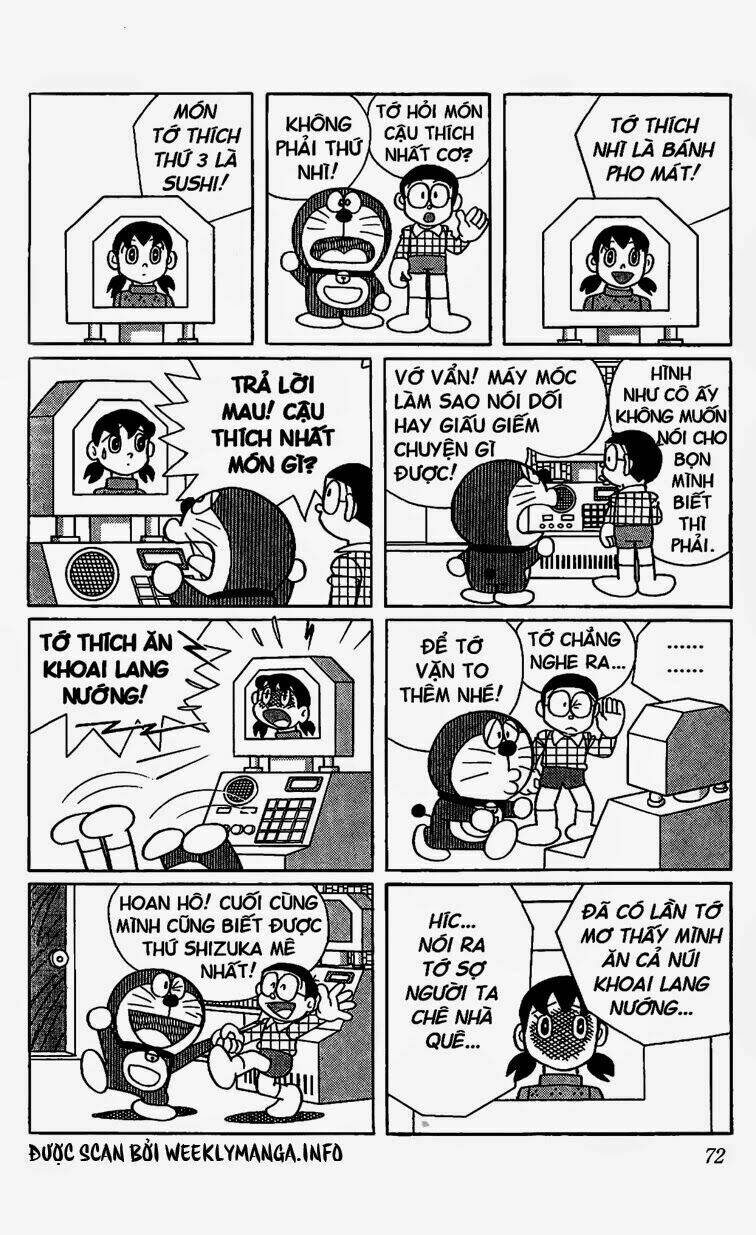 TỚ THÍCH
NHÌ LÀ BÁNH
PHO MÁT!
TỚ HỎI MÓN
CẬU THÍCH
NHẤT CƠ?
KHÔNG
PHẢI THỨ
NHÌ!
MÓN
TỚ THÍCH
THỨ 3 LÀ
SUSHI!
HÌNH
NHƯ CÔ ẤY
KHÔNG MUỐN
NÓI CHO
BỌN
MÌNH
BIẾT
THÌ
PHẢI.
VỚ VẨN! MÁY MÓC
LÀM SAO NÓI DỐI
HAY GIẤU GIẾM
CHUYỆN GÌ
ĐƯỢC!
TRẢ LỜI
MAU! CẬU
THÍCH NHẤT
MÓN GÌ?
......
......
TỚ CHẲNG
NGHE RA...
ĐỂ TỚ
VẶN TO
THÊM NHÉ!
TỚ THÍCH ĂN
KHOAI LANG
NƯỚNG!
ĐÃ CÓ LẦN TỚ
MƠ THẤY MÌNH
ĂN CẢ NÚI
KHOAI LANG
NƯỚNG...
HÍC...
NÓI RA
TỚ SỢ
NGƯỜI TA
CHÊ NHÀ
QUÊ...
HOAN HÔ! CUỐI CÙNG
MÌNH CŨNG BIẾT ĐƯỢC
THỨ SHIZUKA MÊ
NHẤT!
ĐƯỢC SCAN BỞI WEEKLYMANGA.INFO
72